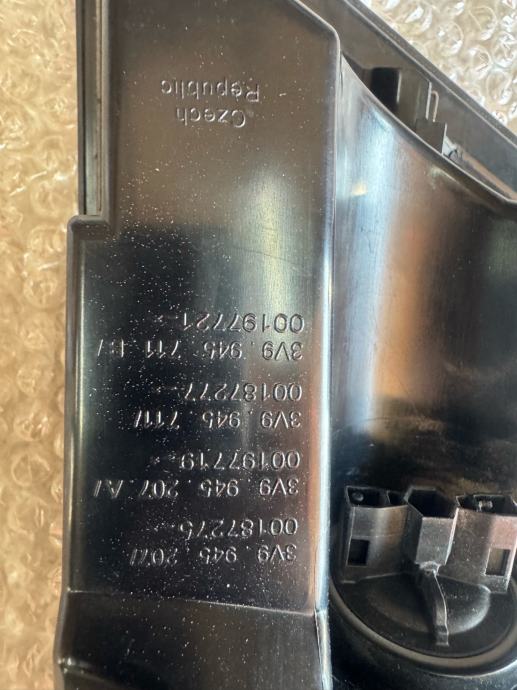 3V9.945.207/
00187275
3V9.945.207.A/
00197719
3V9.945.711/
00187277
3V9.945.711.B/
00197721
Czech
Republic